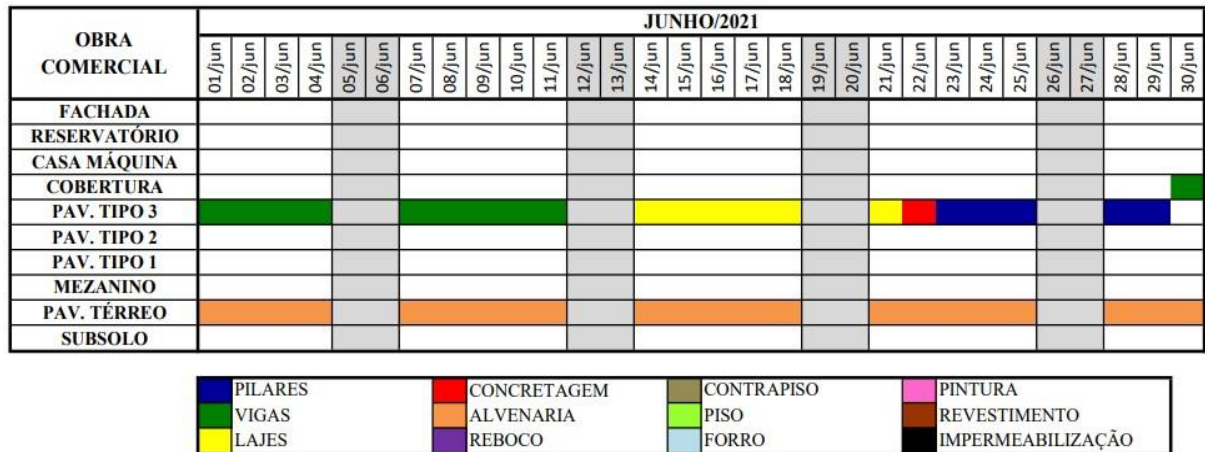 JUNHO/2021
OBRA
COMERCIAL
01/jun 02/jun 03/jun 04/jun 05/jun 06/jun 07/jun 08/jun 09/jun 10/jun 11/jun 12/jun 13/jun 14/jun 15/jun 16/jun 17/jun 18/jun 19/jun 20/jun 21/jun 22/jun 23/jun 24/jun 25/jun 26/jun 27/jun 28/jun 29/jun 30/jun
FACHADA
RESERVATÓRIO
CASA MÁQUINA
COBERTURA
PAV. TIPO 3
PAV. TIPO 2
PAV. TIPO 1
MEZANINO
PAV. TÉRREO
SUBSOLO
PILARES CONCRETAGEM CONTRAPISO PINTURA
VIGAS ALVENARIA PISO REVESTIMENTO
LAJES REBOCO FORRO IMPERMEABILIZAÇÃO